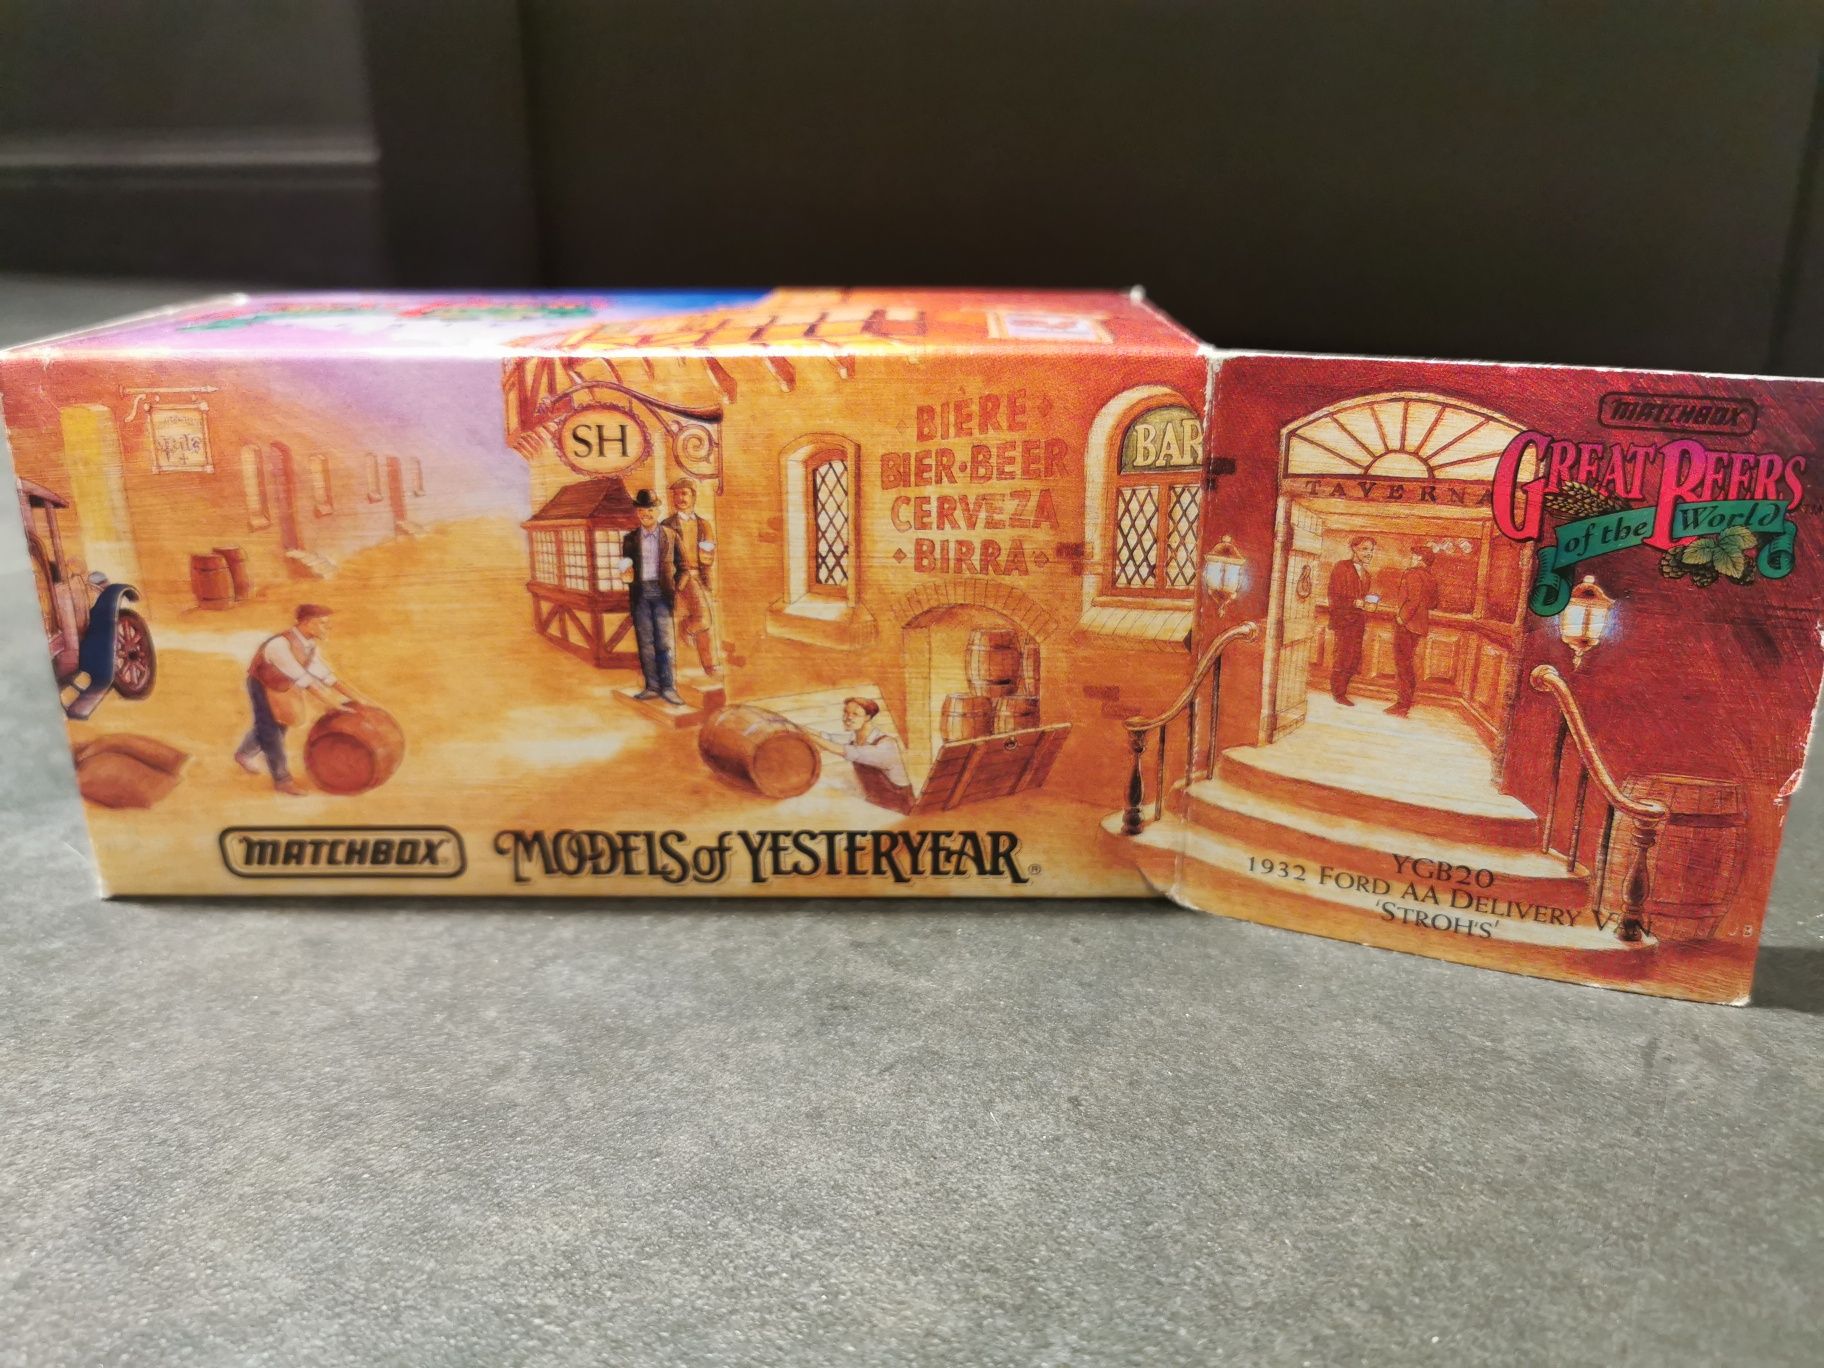 SH
BIÈRE
BIER·BEER
CERVEZA
BIRRA
BAR
MATCHBOX
MODELS of YESTERYEAR®
TAVERNA
MATCHBOX
GREAT BEERS
of the World
YGB20
1932 FORD AA DELIVERY VAN
'STROH'S'